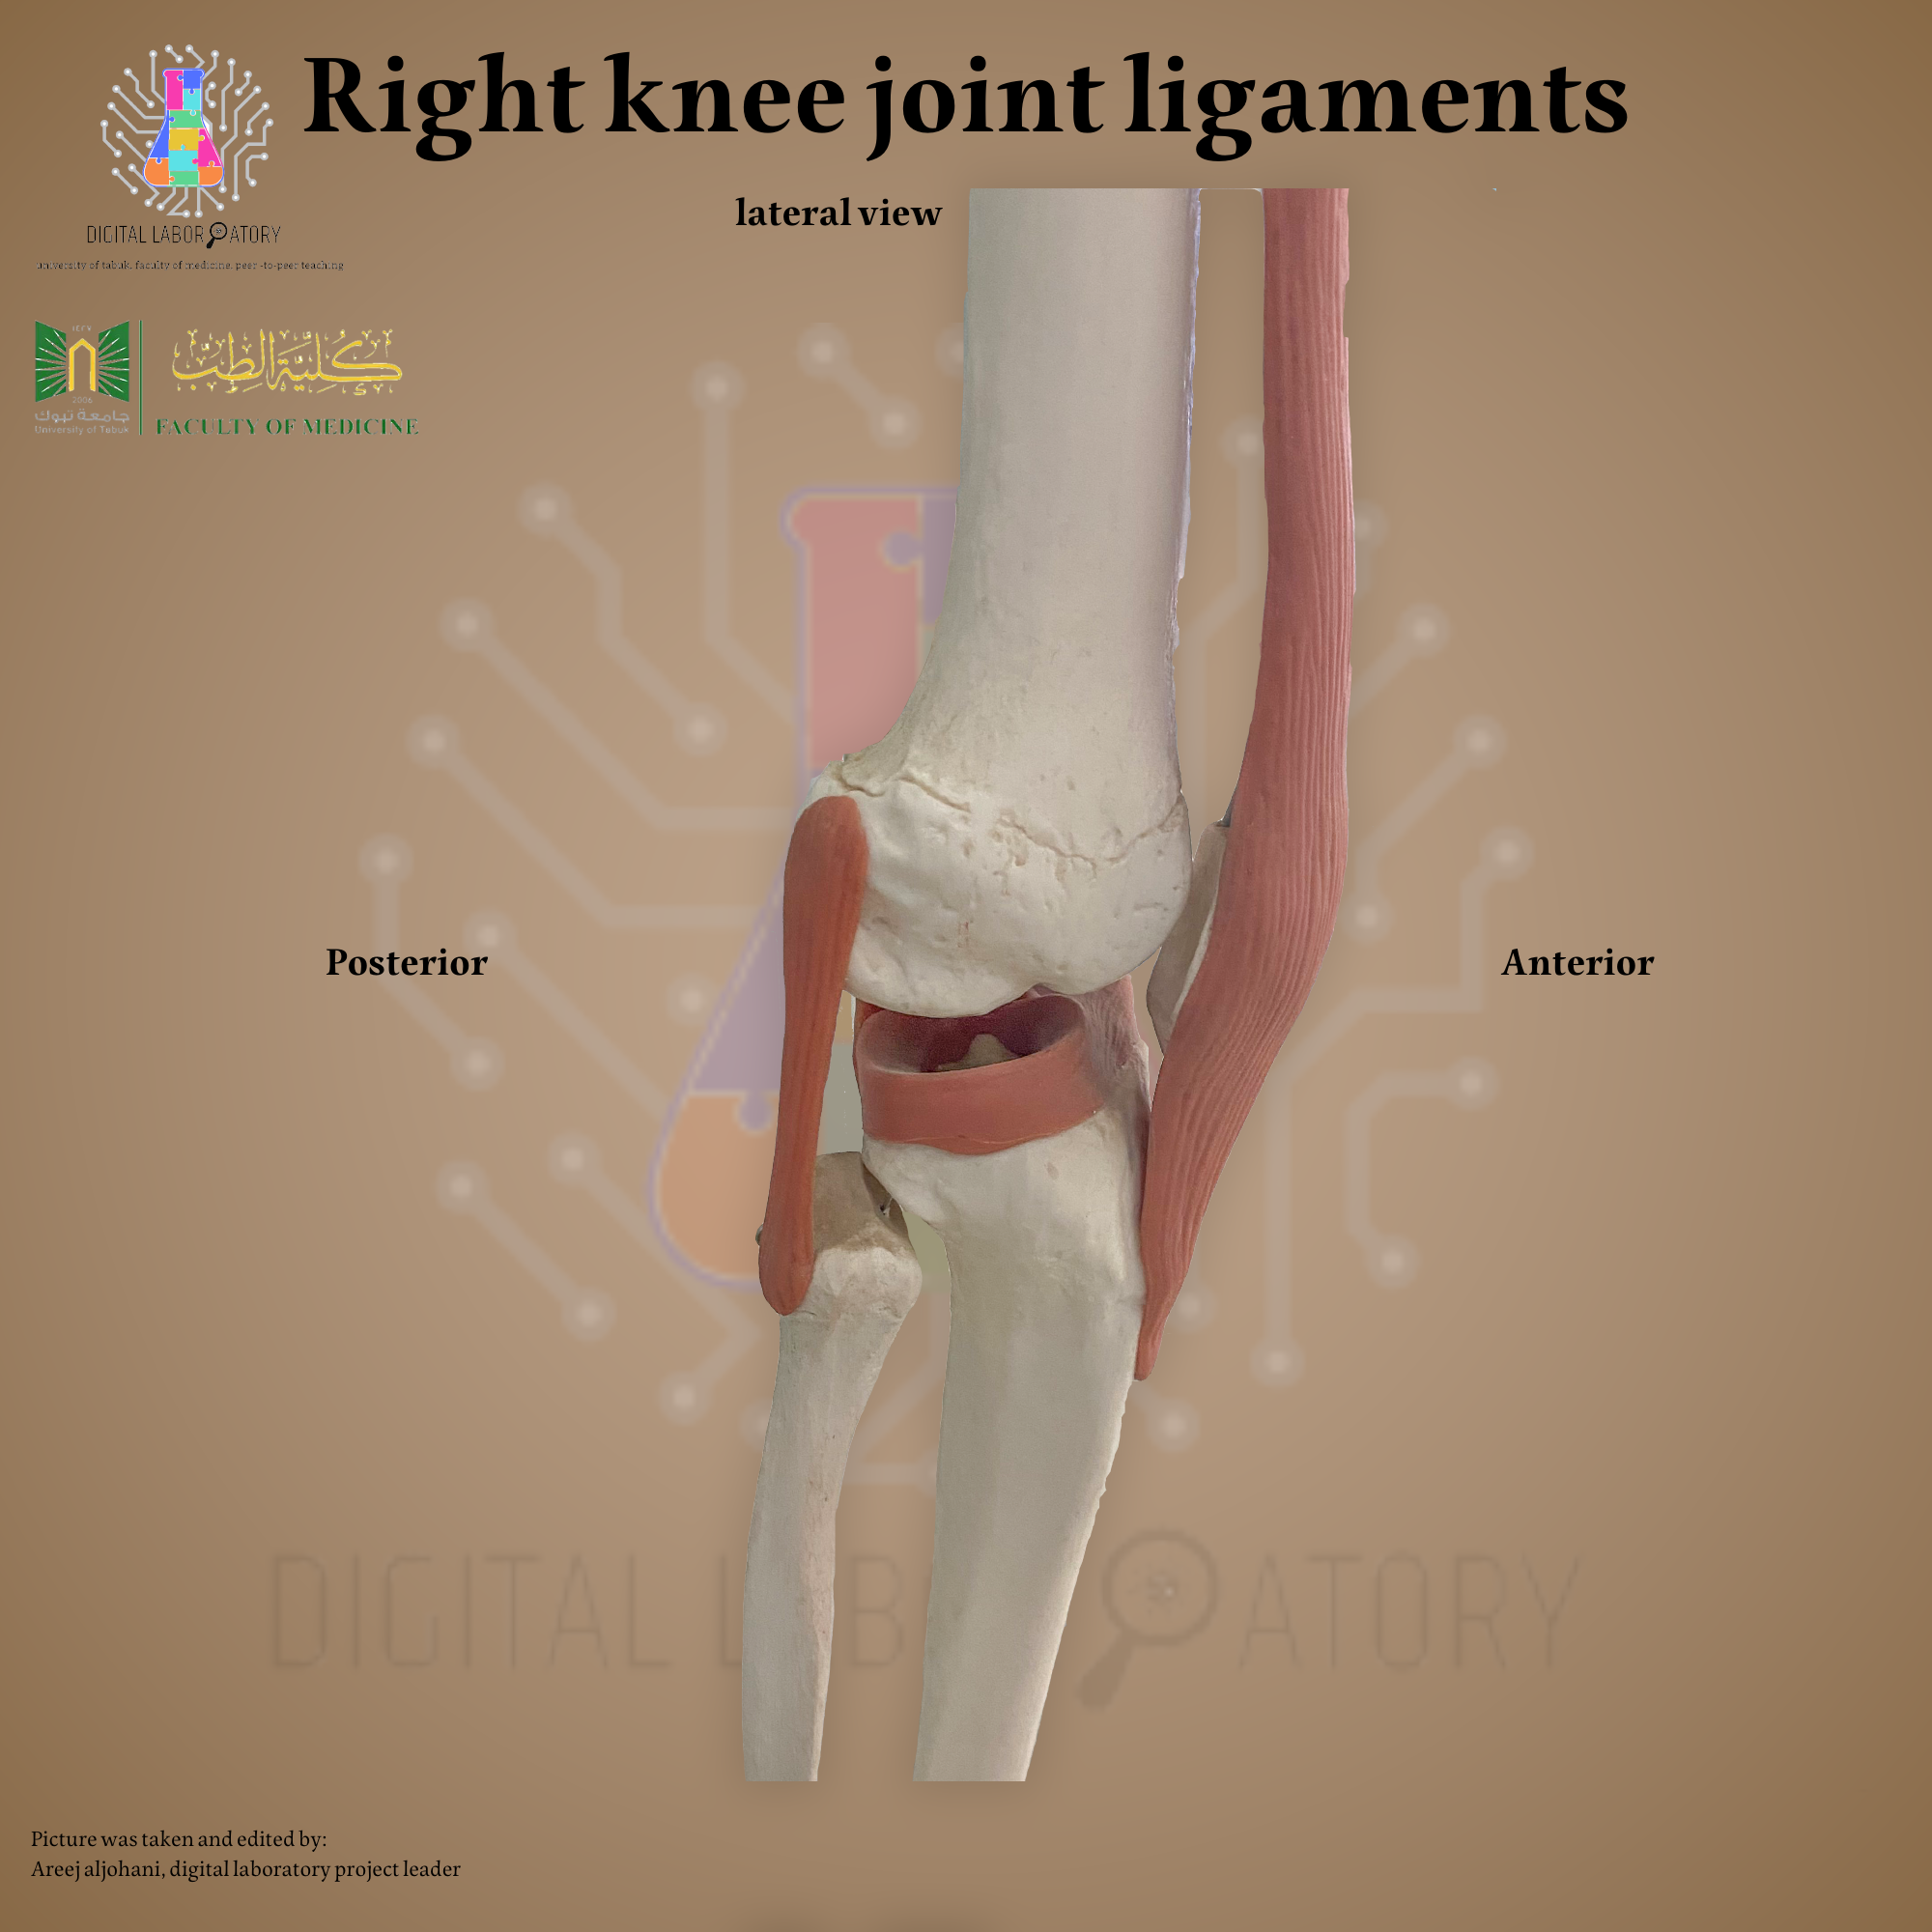 Right knee joint ligaments
lateral view
DIGITAL LABORATORY
university of tabuk. faculty of medicine. peer -to-peer teaching
١٤٢٧
2006
جامعة تبوك
University of Tabuk
كلية الطب
FACULTY OF MEDICINE
Posterior
Anterior
DIGITAL LABORATORY
Picture was taken and edited by:
Areej aljohani, digital laboratory project leader